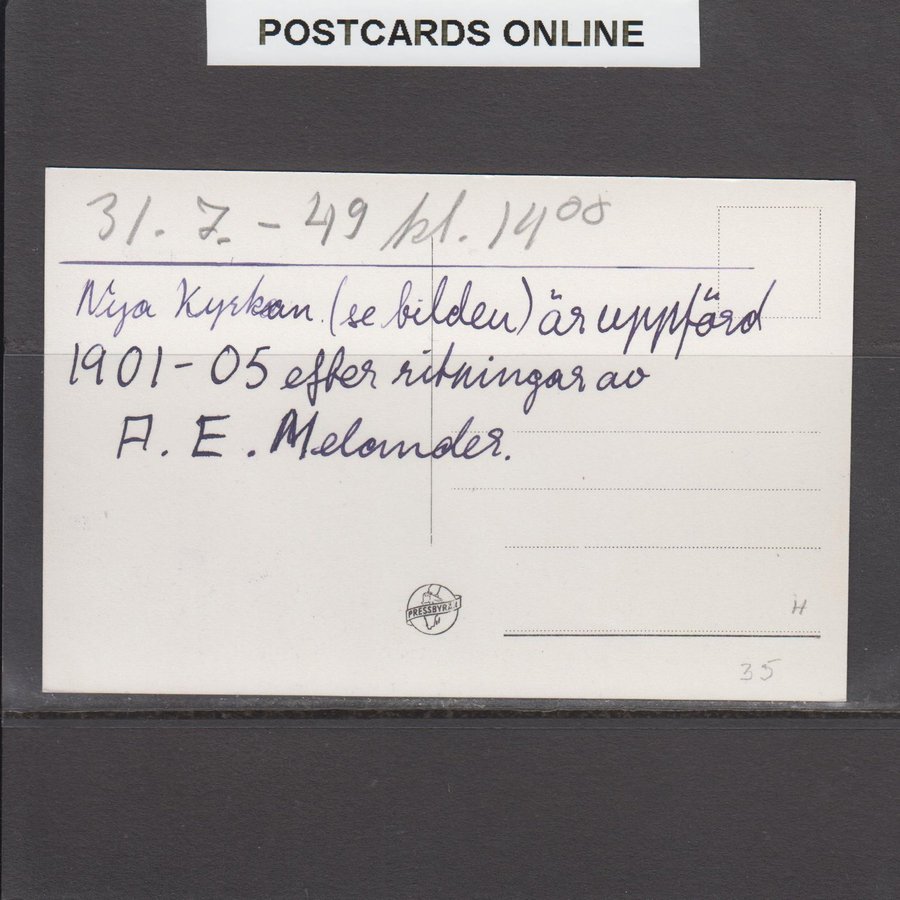 POSTCARDS ONLINE
31. 7. - 49 kl. 14⁰⁰
Nya Kyrkan (se bilden) är uppförd
1901-05 efter ritningar av
A. E. Melander.
PRESSBYRÅN
H
35